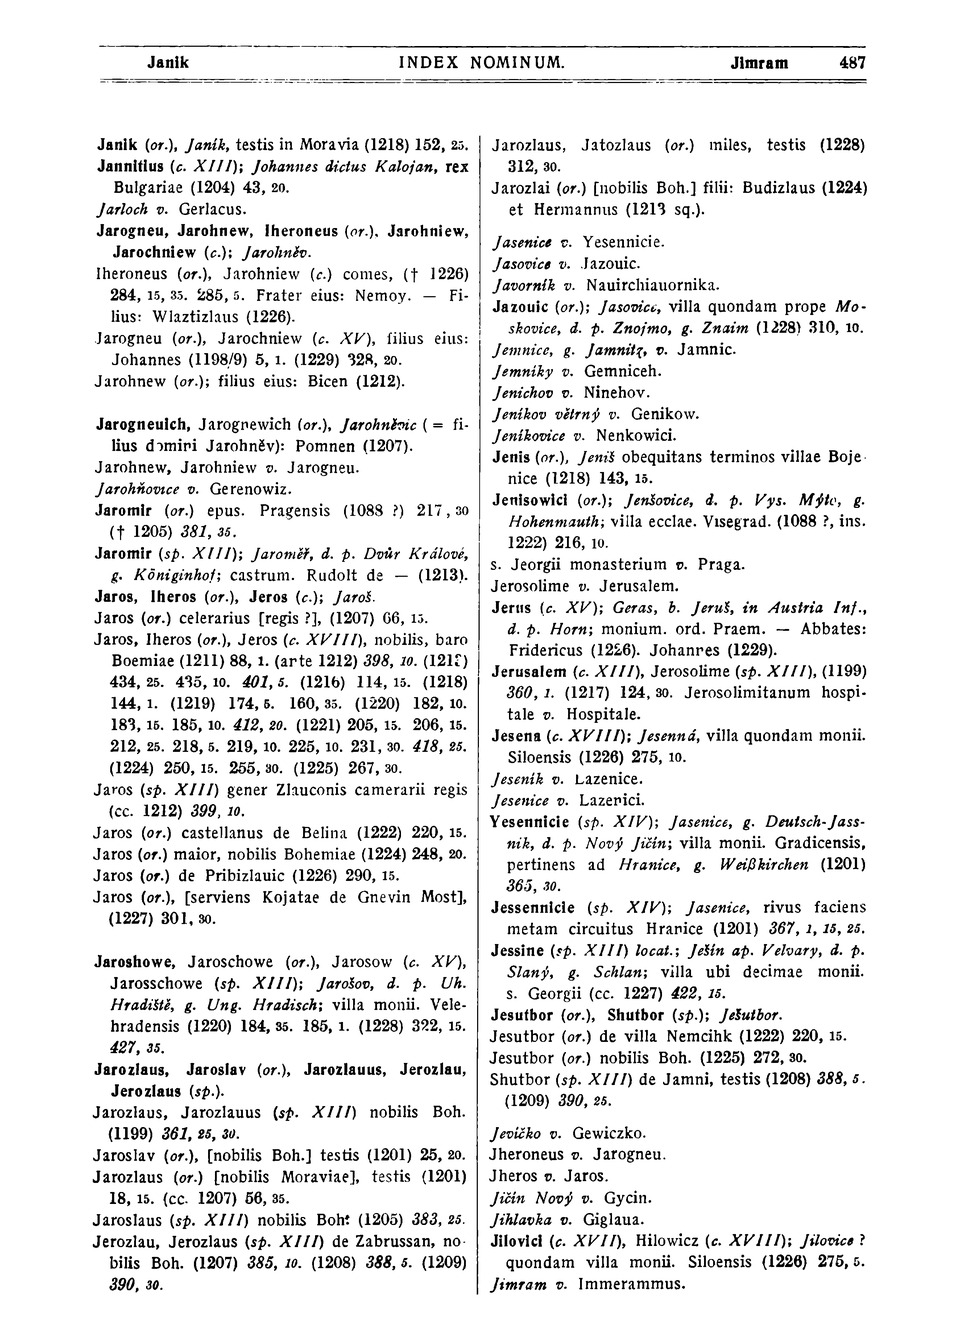 Janik INDEX NOMINUM. Jimram 487
Janik (or.), Janík, testis in Moravia (1218) 152, 25.
Jannitius (c. XIII); Johannes dictus Kalojan, rex
Bulgariae (1204) 43, 20.
Jarloch v. Gerlacus.
Jarogneu, Jarohnew, Iheroneus (or.), Jarohniew,
Jarochniew (c.); Jarohněv.
Iheroneus (or.), Jarohniew (c.) comes, († 1226)
284, 15, 35. 285, 5. Frater eius: Nemoy. — Fi-
lius: Wlaztizlaus (1226).
Jarogneu (or.), Jarochniew (c. XV), filius eius:
Johannes (1198/9) 5, 1. (1229) 328, 20.
Jarohnew (or.); filius eius: Bicen (1212).
Jarogneuich, Jarognewich (or.), Jarohněvic ( = fi-
lius domini Jarohněv): Pomnen (1207).
Jarohnew, Jarohniew v. Jarogneu.
Jarohňovice v. Gerenowiz.
Jaromir (or.) epus. Pragensis (1088 ?) 217, 30
(† 1205) 381, 35.
Jaromir (sp. XIII); Jaroměř, d. p. Dvůr Králové,
g. Königinhof; castrum. Rudolt de — (1213).
Jaros, Iheros (or.), Jeros (c.); Jaroš.
Jaros (or.) celerarius [regis ?], (1207) 66, 15.
Jaros, Iheros (or.), Jeros (c. XVIII), nobilis, baro
Boemiae (1211) 88, 1. (arte 1212) 398, 10. (1213)
434, 25. 435, 10. 401, 5. (1216) 114, 15. (1218)
144, 1. (1219) 174, 5. 160, 35. (1220) 182, 10.
183, 15. 185, 10. 412, 20. (1221) 205, 15. 206, 15.
212, 25. 218, 5. 219, 10. 225, 10. 231, 30. 418, 25.
(1224) 250, 15. 255, 30. (1225) 267, 30.
Jaros (sp. XIII) gener Zlauconis camerarii regis
(cc. 1212) 399, 10.
Jaros (or.) castellanus de Belina (1222) 220, 15.
Jaros (or.) maior, nobilis Bohemiae (1224) 248, 20.
Jaros (or.) de Pribizlauic (1226) 290, 15.
Jaros (or.), [serviens Kojatae de Gnevin Most],
(1227) 301, 30.
Jaroshowe, Jaroschowe (or.), Jarosow (c. XV),
Jarosschowe (sp. XIII); Jarošov, d. p. Uh.
Hradiště, g. Ung. Hradisch; villa monii. Vele-
hradensis (1220) 184, 35. 185, 1. (1228) 322, 15.
427, 35.
Jarozlaus, Jaroslav (or.), Jarozlauus, Jerozlau,
Jerozlaus (sp.).
Jarozlaus, Jarozlauus (sp. XIII) nobilis Boh.
(1199) 361, 25, 30.
Jaroslav (or.), [nobilis Boh.] testis (1201) 25, 20.
Jarozlaus (or.) [nobilis Moraviae], testis (1201)
18, 15. (cc. 1207) 56, 35.
Jaroslaus (sp. XIII) nobilis Boh. (1205) 383, 25.
Jerozlau, Jerozlaus (sp. XIII) de Zabrussan, no-
bilis Boh. (1207) 385, 10. (1208) 388, 5. (1209)
390, 30.
Jarozlaus, Jatozlaus (or.) miles, testis (1228)
312, 30.
Jarozlai (or.) [nobilis Boh.] filii: Budizlaus (1224)
et Hermannus (1213 sq.).
Jasenice v. Yesennicie.
Jasovice v. Jazouic.
Javorník v. Nauirchiauornika.
Jazouic (or.); Jasovice, villa quondam prope Mo-
skovice, d. p. Znojmo, g. Znaim (1228) 310, 10.
Jemnice, g. Jamnitz, v. Jamnic.
Jemníky v. Gemniceh.
Jenichov v. Ninehov.
Jeníkov větrný v. Genikow.
Jeníkovice v. Nenkowici.
Jenis (or.), Jeniš obequitans terminos villae Boje-
nice (1218) 143, 15.
Jenisowici (or.); Jenšovice, d. p. Vys. Mýto, g.
Hohenmauth; villa ecclae. Visegrad. (1088 ?, ins.
1222) 216, 10.
s. Jeorgii monasterium v. Praga.
Jerosolime v. Jerusalem.
Jerus (c. XV); Geras, b. Jeruš, in Austria Inf.,
d. p. Horn; monium. ord. Praem. — Abbates:
Fridericus (1226). Johannes (1229).
Jerusalem (c. XIII), Jerosolime (sp. XIII), (1199)
360, 1. (1217) 124, 30. Jerosolimitanum hospi-
tale v. Hospitale.
Jesena (c. XVIII); Jesenná, villa quondam monii.
Siloensis (1226) 275, 10.
Jeseník v. Lazenice.
Jesenice v. Lazenici.
Yesennicie (sp. XIV); Jasenice, g. Deutsch-Jass-
nik, d. p. Nový Jičín; villa monii. Gradicensis,
pertinens ad Hranice, g. Weißkirchen (1201)
365, 30.
Jessennicie (sp. XIV); Jasenice, rivus faciens
metam circuitus Hranice (1201) 367, 1, 15, 25.
Jessine (sp. XIII) locat.; Ješín ap. Velvary, d. p.
Slaný, g. Schlan; villa ubi decimae monii.
s. Georgii (cc. 1227) 422, 15.
Jesutbor (or.), Shutbor (sp.); Ješutbor.
Jesutbor (or.) de villa Nemcihk (1222) 220, 15.
Jesutbor (or.) nobilis Boh. (1225) 272, 30.
Shutbor (sp. XIII) de Jamni, testis (1208) 388, 5.
(1209) 390, 25.
Jevíčko v. Gewiczko.
Jheroneus v. Jarogneu.
Jheros v. Jaros.
Jičín Nový v. Gycin.
Jihlavka v. Giglaua.
Jilovici (c. XVII), Hilowicz (c. XVIII); Jílovice ?
quondam villa monii. Siloensis (1226) 275, 5.
Jimram v. Immerammus.